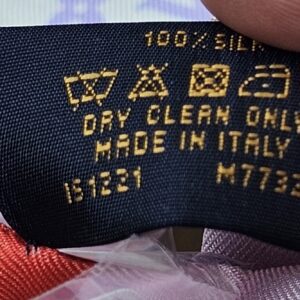 100% SILK
DRY CLEAN ONLY
MADE IN ITALY
IS1221 M7732